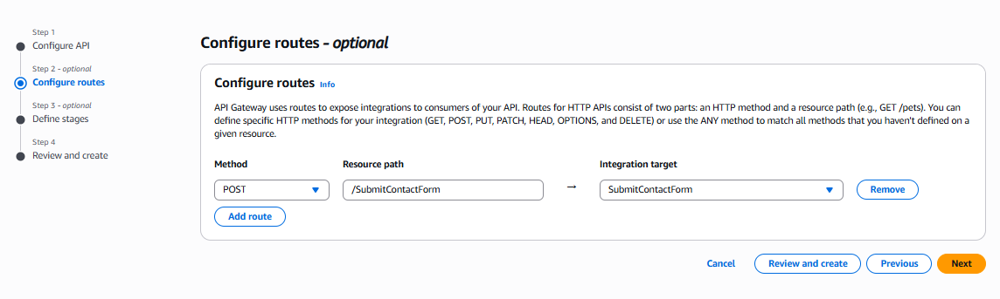 Step 1
Configure API
Step 2 - optional
Configure routes
Step 3 - optional
Define stages
Step 4
Review and create
Configure routes - optional
Configure routes Info
API Gateway uses routes to expose integrations to consumers of your API. Routes for HTTP APIs consist of two parts: an HTTP method and a resource path (e.g., GET /pets). You can
define specific HTTP methods for your integration (GET, POST, PUT, PATCH, HEAD, OPTIONS, and DELETE) or use the ANY method to match all methods that you haven't defined on a
given resource.
Method Resource path Integration target
POST /SubmitContactForm → SubmitContactForm Remove
Add route
Cancel Review and create Previous Next